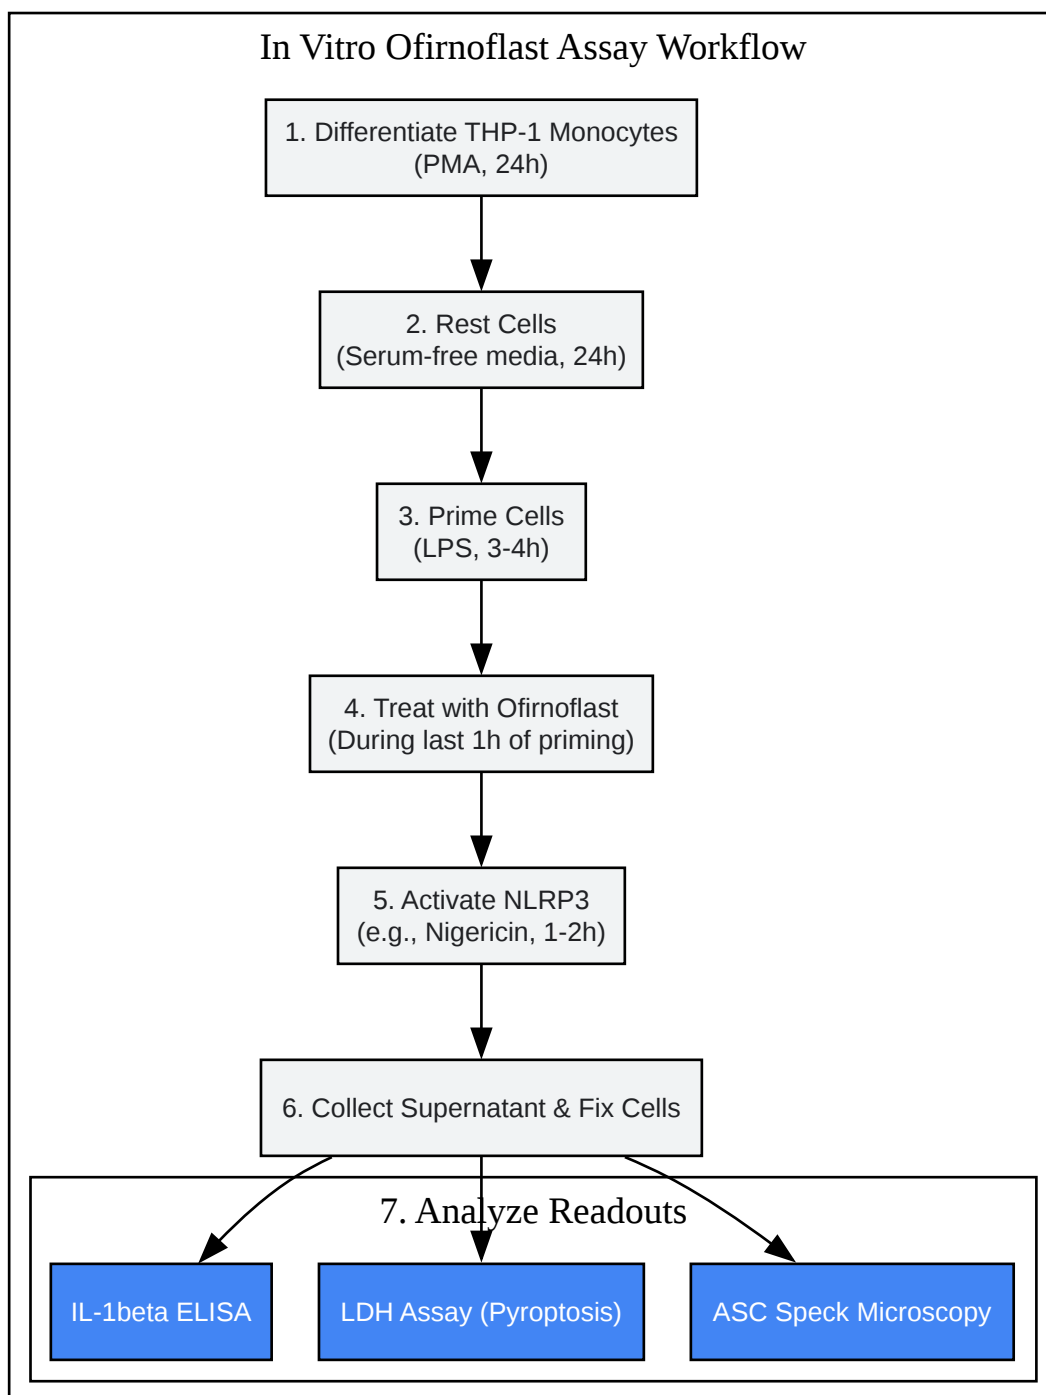 In Vitro Ofirnoflast Assay Workflow
1. Differentiate THP-1 Monocytes
(PMA, 24h)
2. Rest Cells
(Serum-free media, 24h)
3. Prime Cells
(LPS, 3-4h)
4. Treat with Ofirnoflast
(During last 1h of priming)
5. Activate NLRP3
(e.g., Nigericin, 1-2h)
6. Collect Supernatant & Fix Cells
7. Analyze Readouts
IL-1beta ELISA
LDH Assay (Pyroptosis)
ASC Speck Microscopy